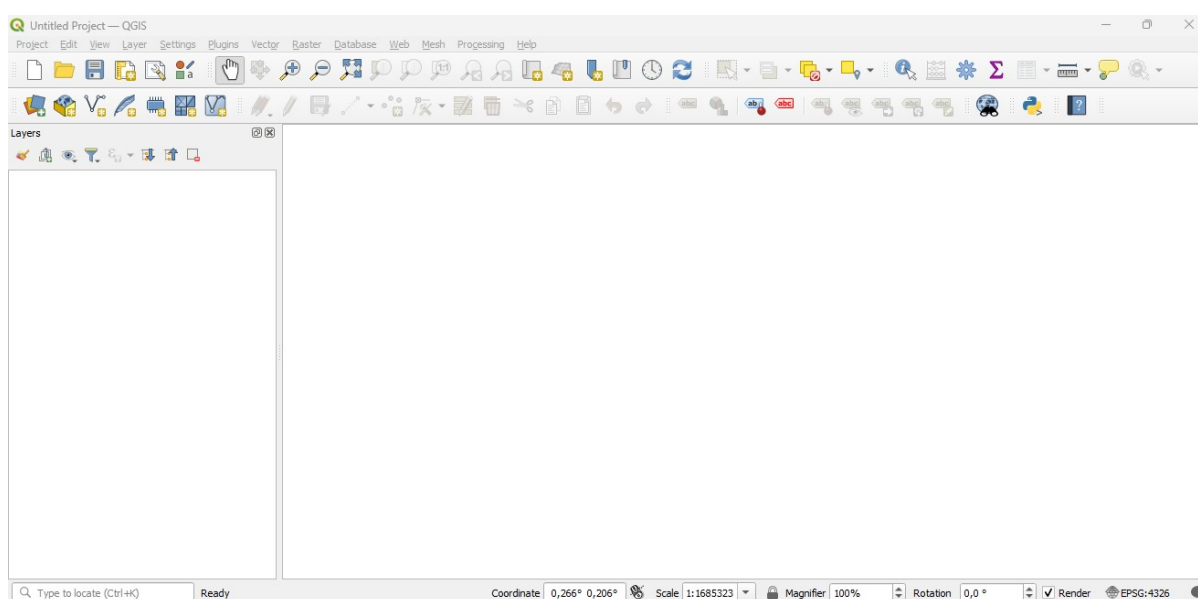 Untitled Project — QGIS
Project Edit View Layer Settings Plugins Vector Raster Database Web Mesh Processing Help
Layers
Type to locate (Ctrl+K) Ready Coordinate 0,266° 0,206° Scale 1:1685323 Magnifier 100% Rotation 0,0 ° Render EPSG:4326